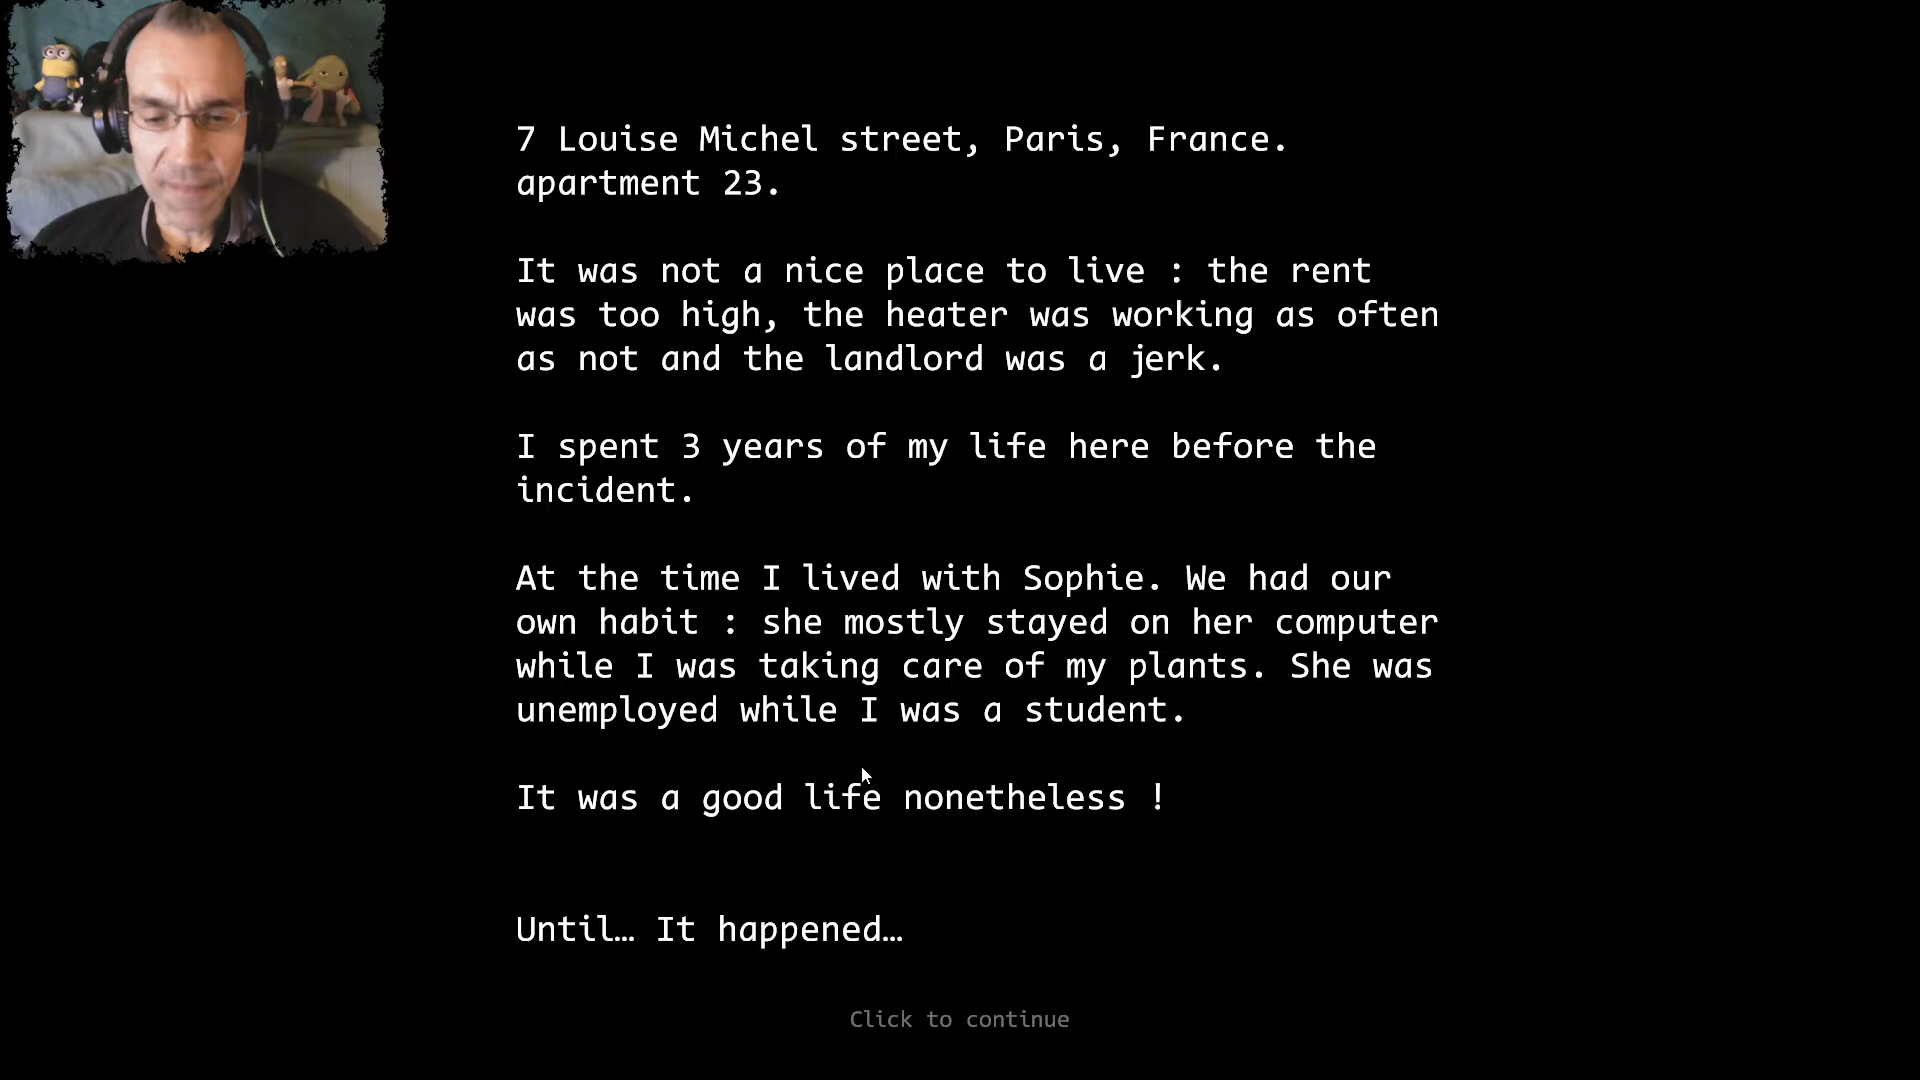 7 Louise Michel street, Paris, France.
apartment 23.
It was not a nice place to live : the rent
was too high, the heater was working as often
as not and the landlord was a jerk.
I spent 3 years of my life here before the
incident.
At the time I lived with Sophie. We had our
own habit : she mostly stayed on her computer
while I was taking care of my plants. She was
unemployed while I was a student.
It was a good life nonetheless !
Until… It happened…
Click to continue